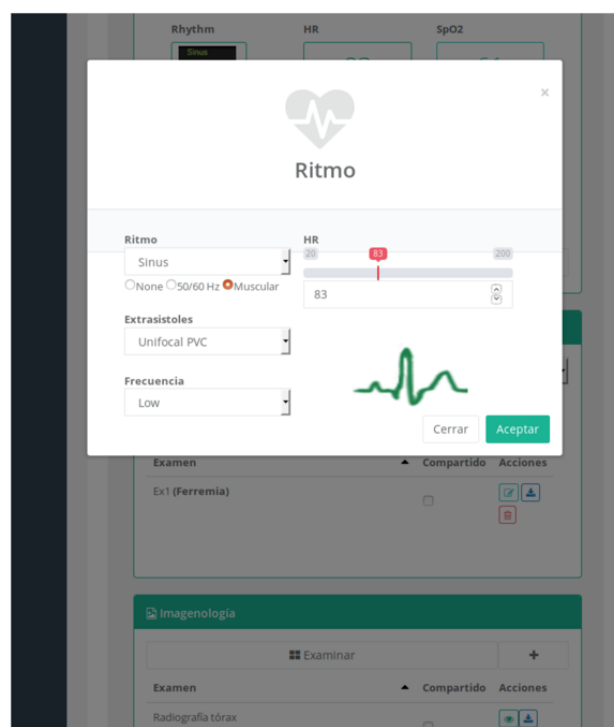 Rhythm HR SpO2
Sinus
×
Ritmo
Ritmo HR
20 83 200
Sinus
None 50/60 Hz Muscular
83
Extrasistoles
Unifocal PVC
Frecuencia
Low
Cerrar Aceptar
Examen Compartido Acciones
Ex1 (Ferremia)
Imagenología
Examinar +
Examen Compartido Acciones
Radiografía tórax